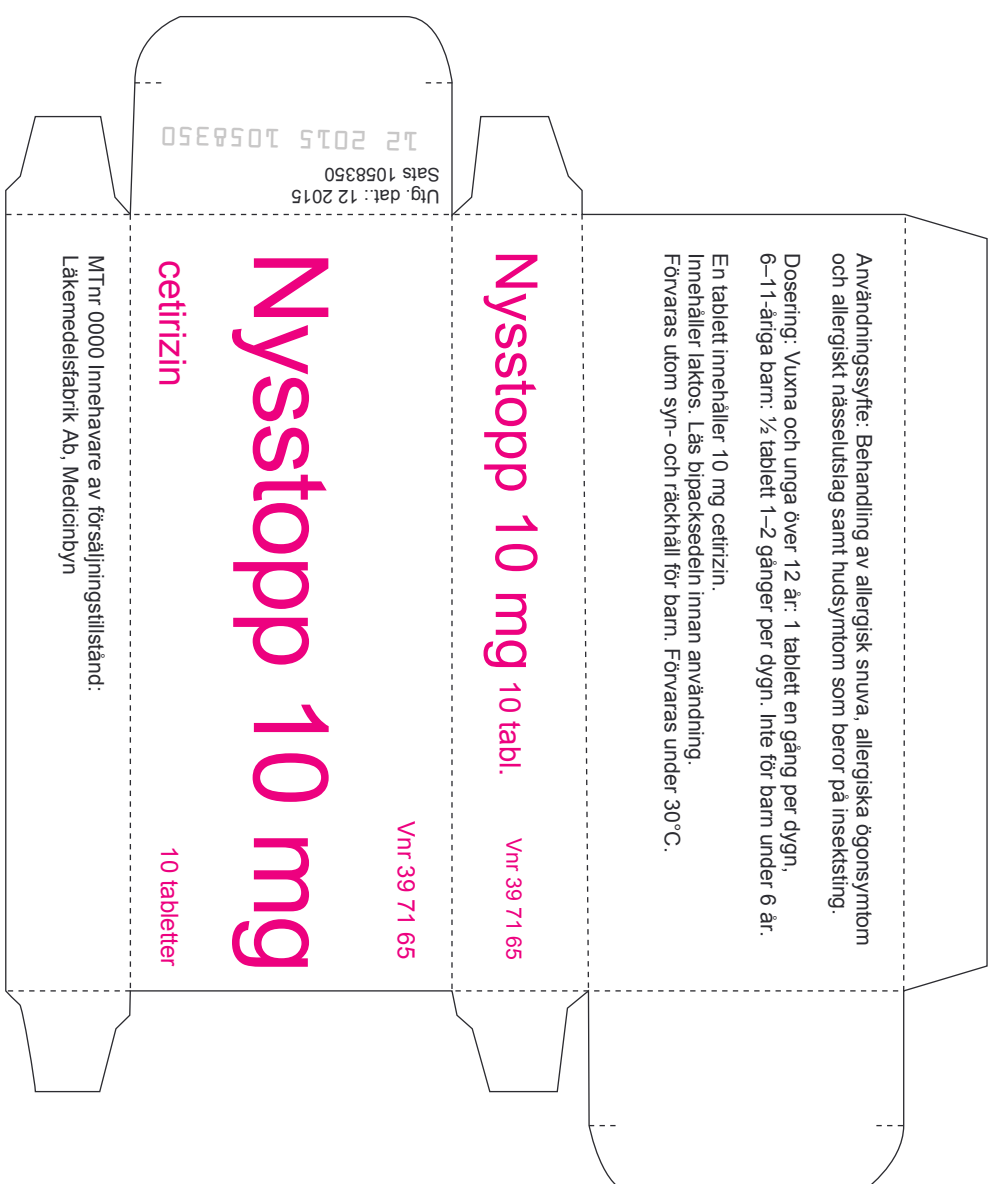 12 2015 1058350
Utg. dat.: 12 2015
Sats 1058350
Användningssyfte: Behandling av allergisk snuva, allergiska ögonsymtom
och allergiskt nässelutslag samt hudsymtom som beror på insektsting.
Dosering: Vuxna och unga över 12 år: 1 tablett en gång per dygn,
6–11-åriga barn: ½ tablett 1–2 gånger per dygn. Inte för barn under 6 år.
En tablett innehåller 10 mg cetirizin.
Innehåller laktos. Läs bipacksedeln innan användning.
Förvaras utom syn- och räckhåll för barn. Förvaras under 30°C.
Nysstopp 10 mg 10 tabl. Vnr 39 71 65
Vnr 39 71 65
Nysstopp 10 mg
cetirizin 10 tabletter
MTnr 0000 Innehavare av försäljningstillstånd:
Läkemedelsfabrik Ab, Medicinbyn